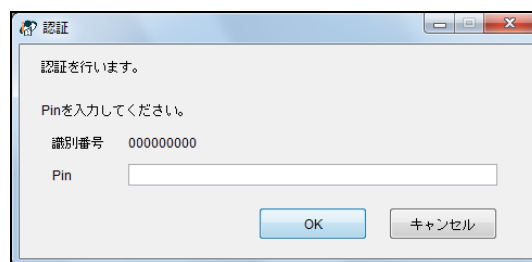 認証
認証を行います。
Pinを入力してください。
識別番号 000000000
Pin
OK キャンセル